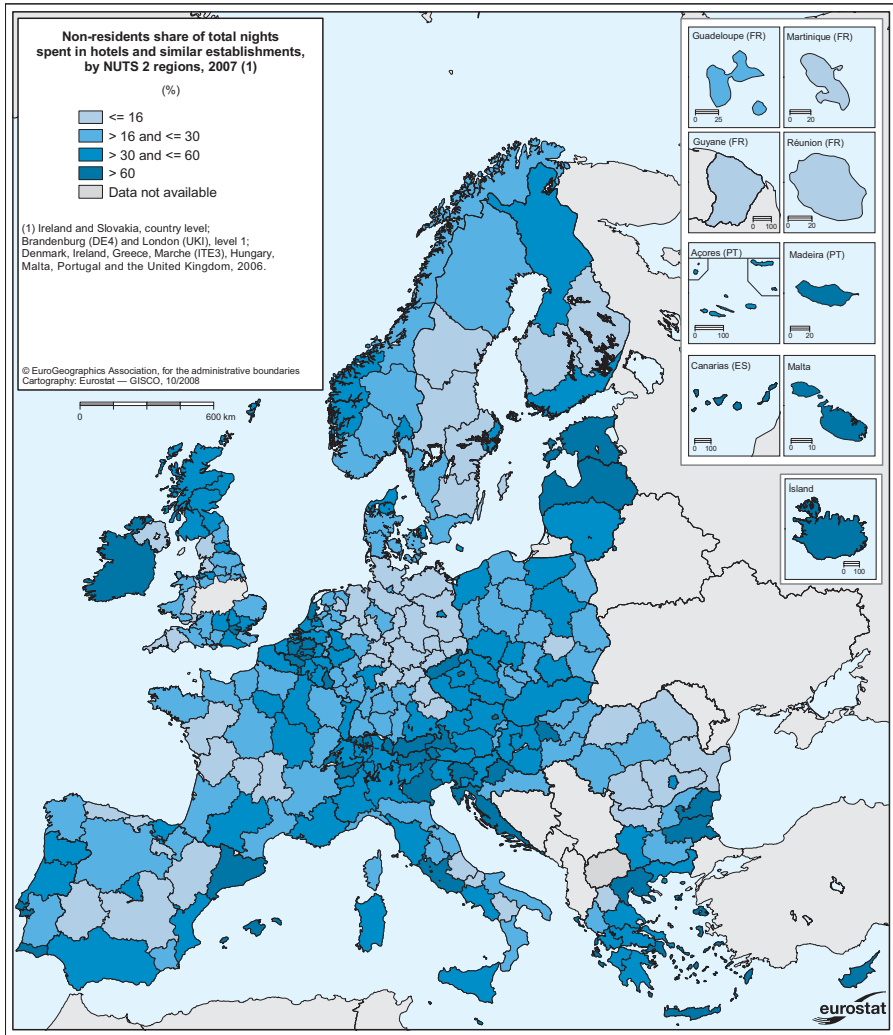 Non-residents share of total nights
spent in hotels and similar establishments,
by NUTS 2 regions, 2007 (1)
(%)
<= 16
> 16 and <= 30
> 30 and <= 60
> 60
Data not available
(1) Ireland and Slovakia, country level;
Brandenburg (DE4) and London (UKI), level 1;
Denmark, Ireland, Greece, Marche (ITE3), Hungary,
Malta, Portugal and the United Kingdom, 2006.
© EuroGeographics Association, for the administrative boundaries
Cartography: Eurostat — GISCO, 10/2008
0 600 km
Guadeloupe (FR)
0 25
Martinique (FR)
0 20
Guyane (FR)
0 100
Réunion (FR)
0 20
Açores (PT)
0 100
Madeira (PT)
0 20
Canarias (ES)
0 100
Malta
0 10
Ísland
0 100
eurostat